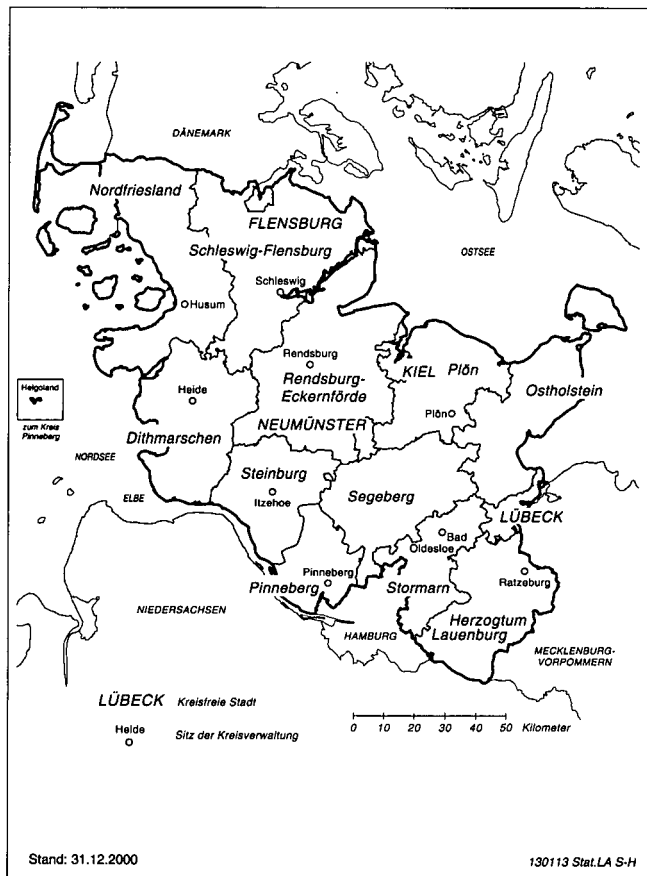 DÄNEMARK
Nordfriesland
FLENSBURG
Schleswig-Flensburg
OSTSEE
Schleswig
Husum
Rendsburg
KIEL Plön
Helgoland
Heide
Rendsburg-
Eckernförde
Ostholstein
Plön
zum Kreis
Pinneberg
NEUMÜNSTER
Dithmarschen
NORDSEE
Steinburg
Itzehoe
Segeberg
ELBE
LÜBECK
Bad
Oldesloe
Pinneberg
Pinneberg
Stormarn
Ratzeburg
NIEDERSACHSEN
Herzogtum
Lauenburg
HAMBURG
MECKLENBURG-
VORPOMMERN
LÜBECK Kreisfreie Stadt
Heide
Sitz der Kreisverwaltung
0 10 20 30 40 50 Kilometer
Stand: 31.12.2000
130113 Stat.LA S-H